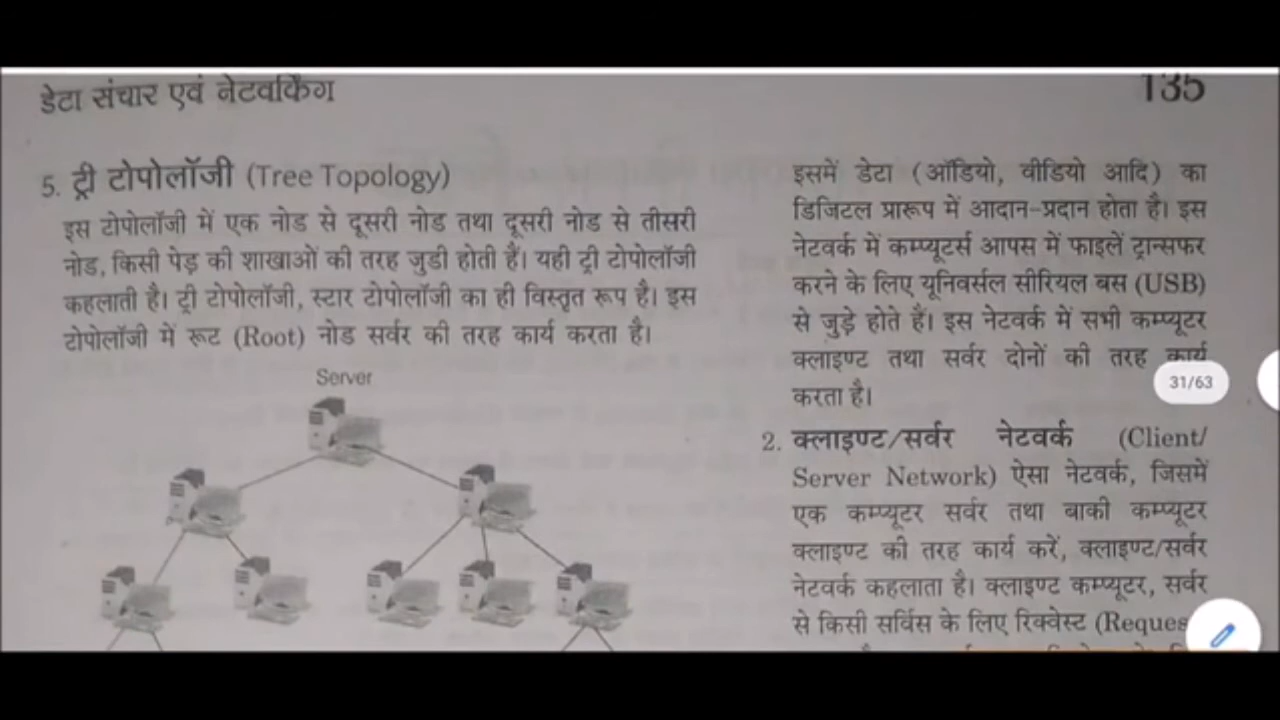 डेटा संचार एवं नेटवर्किंग
135
5. ट्री टोपोलॉजी (Tree Topology)
इस टोपोलॉजी में एक नोड से दूसरी नोड तथा दूसरी नोड से तीसरी
नोड, किसी पेड़ की शाखाओं की तरह जुडी होती हैं। यही ट्री टोपोलॉजी
कहलाती है। ट्री टोपोलॉजी, स्टार टोपोलॉजी का ही विस्तृत रूप है। इस
टोपोलॉजी में रूट (Root) नोड सर्वर की तरह कार्य करता है।
Server
इसमें डेटा (ऑडियो, वीडियो आदि) का
डिजिटल प्रारूप में आदान-प्रदान होता है। इस
नेटवर्क में कम्प्यूटर्स आपस में फाइलें ट्रान्सफर
करने के लिए यूनिवर्सल सीरियल बस (USB)
से जुड़े होते हैं। इस नेटवर्क में सभी कम्प्यूटर
क्लाइण्ट तथा सर्वर दोनों की तरह कार्य
करता है।
31/63
2. क्लाइण्ट/सर्वर नेटवर्क (Client/
Server Network) ऐसा नेटवर्क, जिसमें
एक कम्प्यूटर सर्वर तथा बाकी कम्प्यूटर
क्लाइण्ट की तरह कार्य करें, क्लाइण्ट/सर्वर
नेटवर्क कहलाता है। क्लाइण्ट कम्प्यूटर, सर्वर
से किसी सर्विस के लिए रिक्वेस्ट (Reques